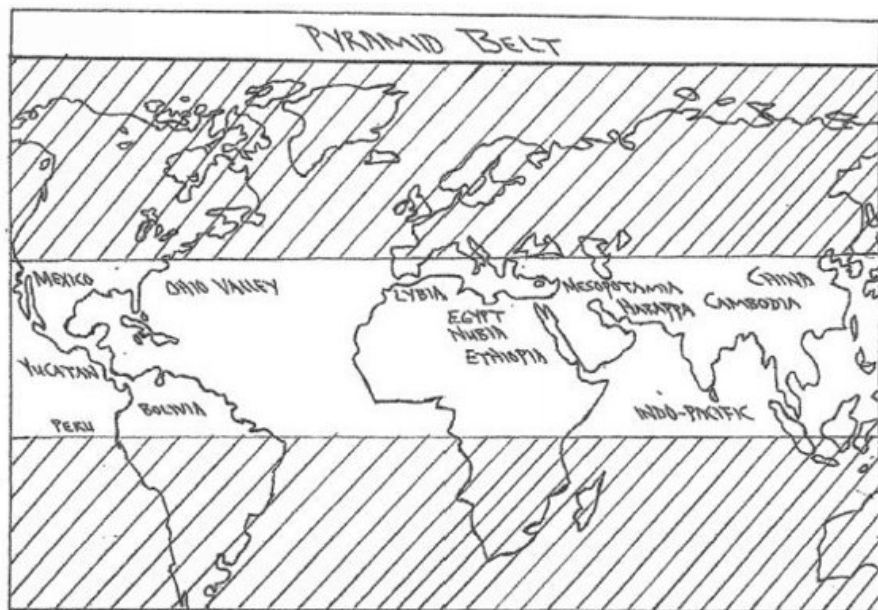 PYRAMID BELT
MEXICO
OHIO VALLEY
LYBIA
MESOPOTAMIA
CHINA
HARAPPA
CAMBODIA
EGYPT
NUBIA
ETHIOPIA
YUCATAN
BOLIVIA
PERU
INDO-PACIFIC